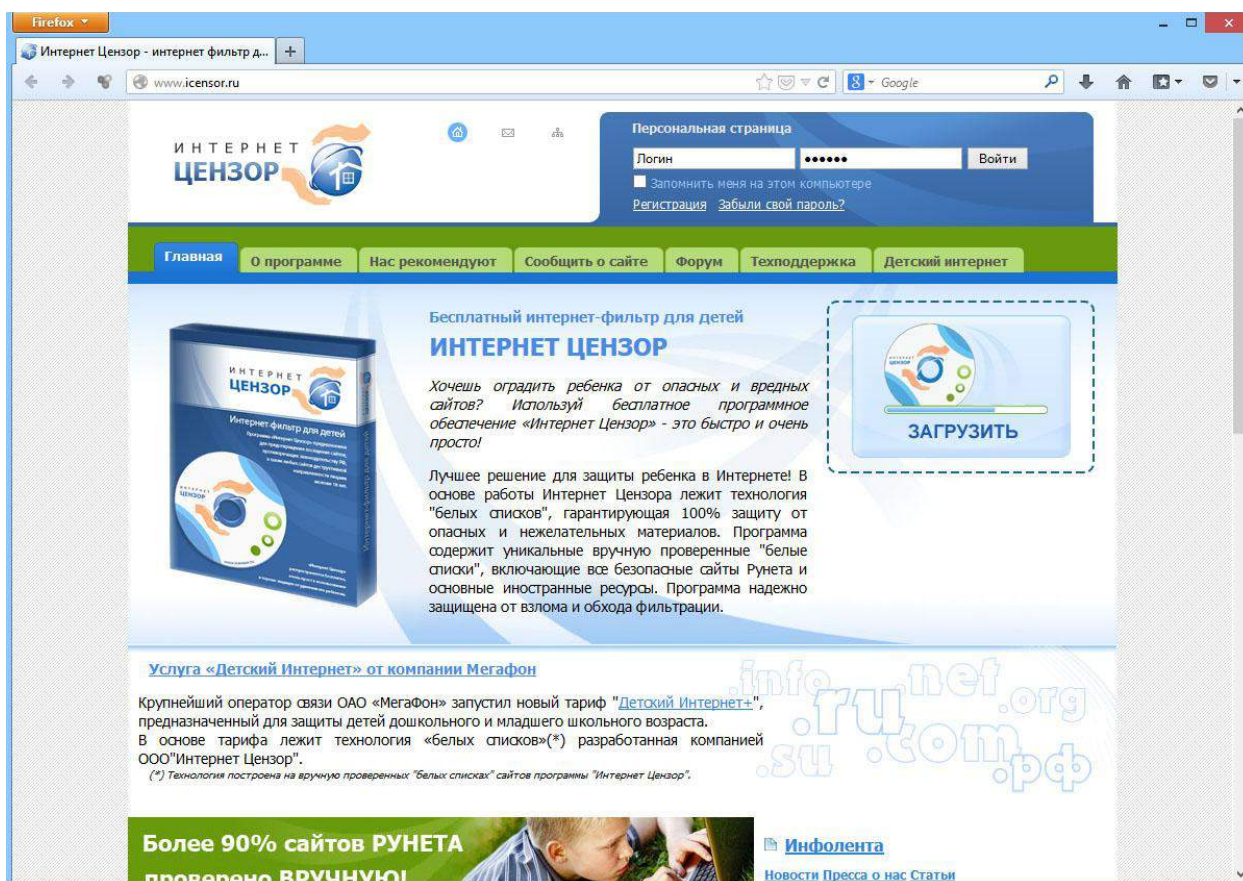 Firefox
Интернет Цензор - интернет фильтр д...
www.icensor.ru
Google
ИНТЕРНЕТ
ЦЕНЗОР
Персональная страница
Логин
Войти
Запомнить меня на этом компьютере
Регистрация Забыли свой пароль?
Главная О программе Нас рекомендуют Сообщить о сайте Форум Техподдержка Детский интернет
Бесплатный интернет-фильтр для детей
ИНТЕРНЕТ ЦЕНЗОР
Хочешь оградить ребенка от опасных и вредных
сайтов? Используй бесплатное программное
обеспечение «Интернет Цензор» - это быстро и очень
просто!
Лучшее решение для защиты ребенка в Интернете! В
основе работы Интернет Цензора лежит технология
"белых списков", гарантирующая 100% защиту от
опасных и нежелательных материалов. Программа
содержит уникальные вручную проверенные "белые
списки", включающие все безопасные сайты Рунета и
основные иностранные ресурсы. Программа надежно
защищена от взлома и обхода фильтрации.
ИНТЕРНЕТ
ЦЕНЗОР
Интернет-фильтр для детей
ЗАГРУЗИТЬ
Услуга «Детский Интернет» от компании Мегафон
Крупнейший оператор связи ОАО «МегаФон» запустил новый тариф "Детский Интернет+",
предназначенный для защиты детей дошкольного и младшего школьного возраста.
В основе тарифа лежит технология «белых списков»(*) разработанная компанией
ООО"Интернет Цензор".
(*) Технология построена на вручную проверенных "белых списках" сайтов программы "Интернет Цензор".
.info .net
.ru .org
.su .com .рф
Более 90% сайтов РУНЕТА
проверено ВРУЧНУЮ!
Инфолента
Новости Пресса о нас Статьи